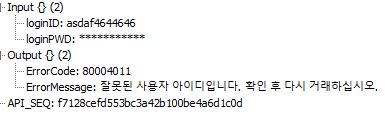 Input {} (2)
loginID: asdaf4644646
loginPWD: ***********
Output {} (2)
ErrorCode: 80004011
ErrorMessage: 잘못된 사용자 아이디입니다. 확인 후 다시 거래하십시오.
API_SEQ: f7128cefd553bc3a42b100be4a6d1c0d